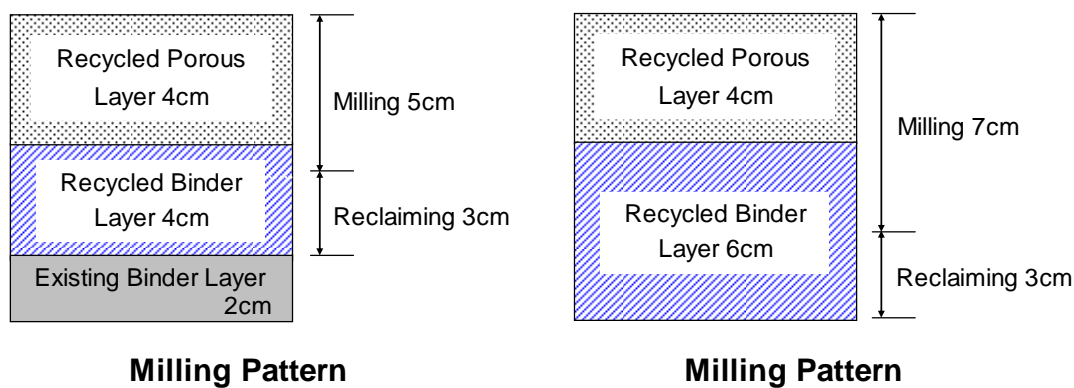 Recycled Porous
Layer 4cm
Milling 5cm
Recycled Binder
Layer 4cm
Reclaiming 3cm
Existing Binder Layer
2cm
Milling Pattern
Recycled Porous
Layer 4cm
Milling 7cm
Recycled Binder
Layer 6cm
Reclaiming 3cm
Milling Pattern